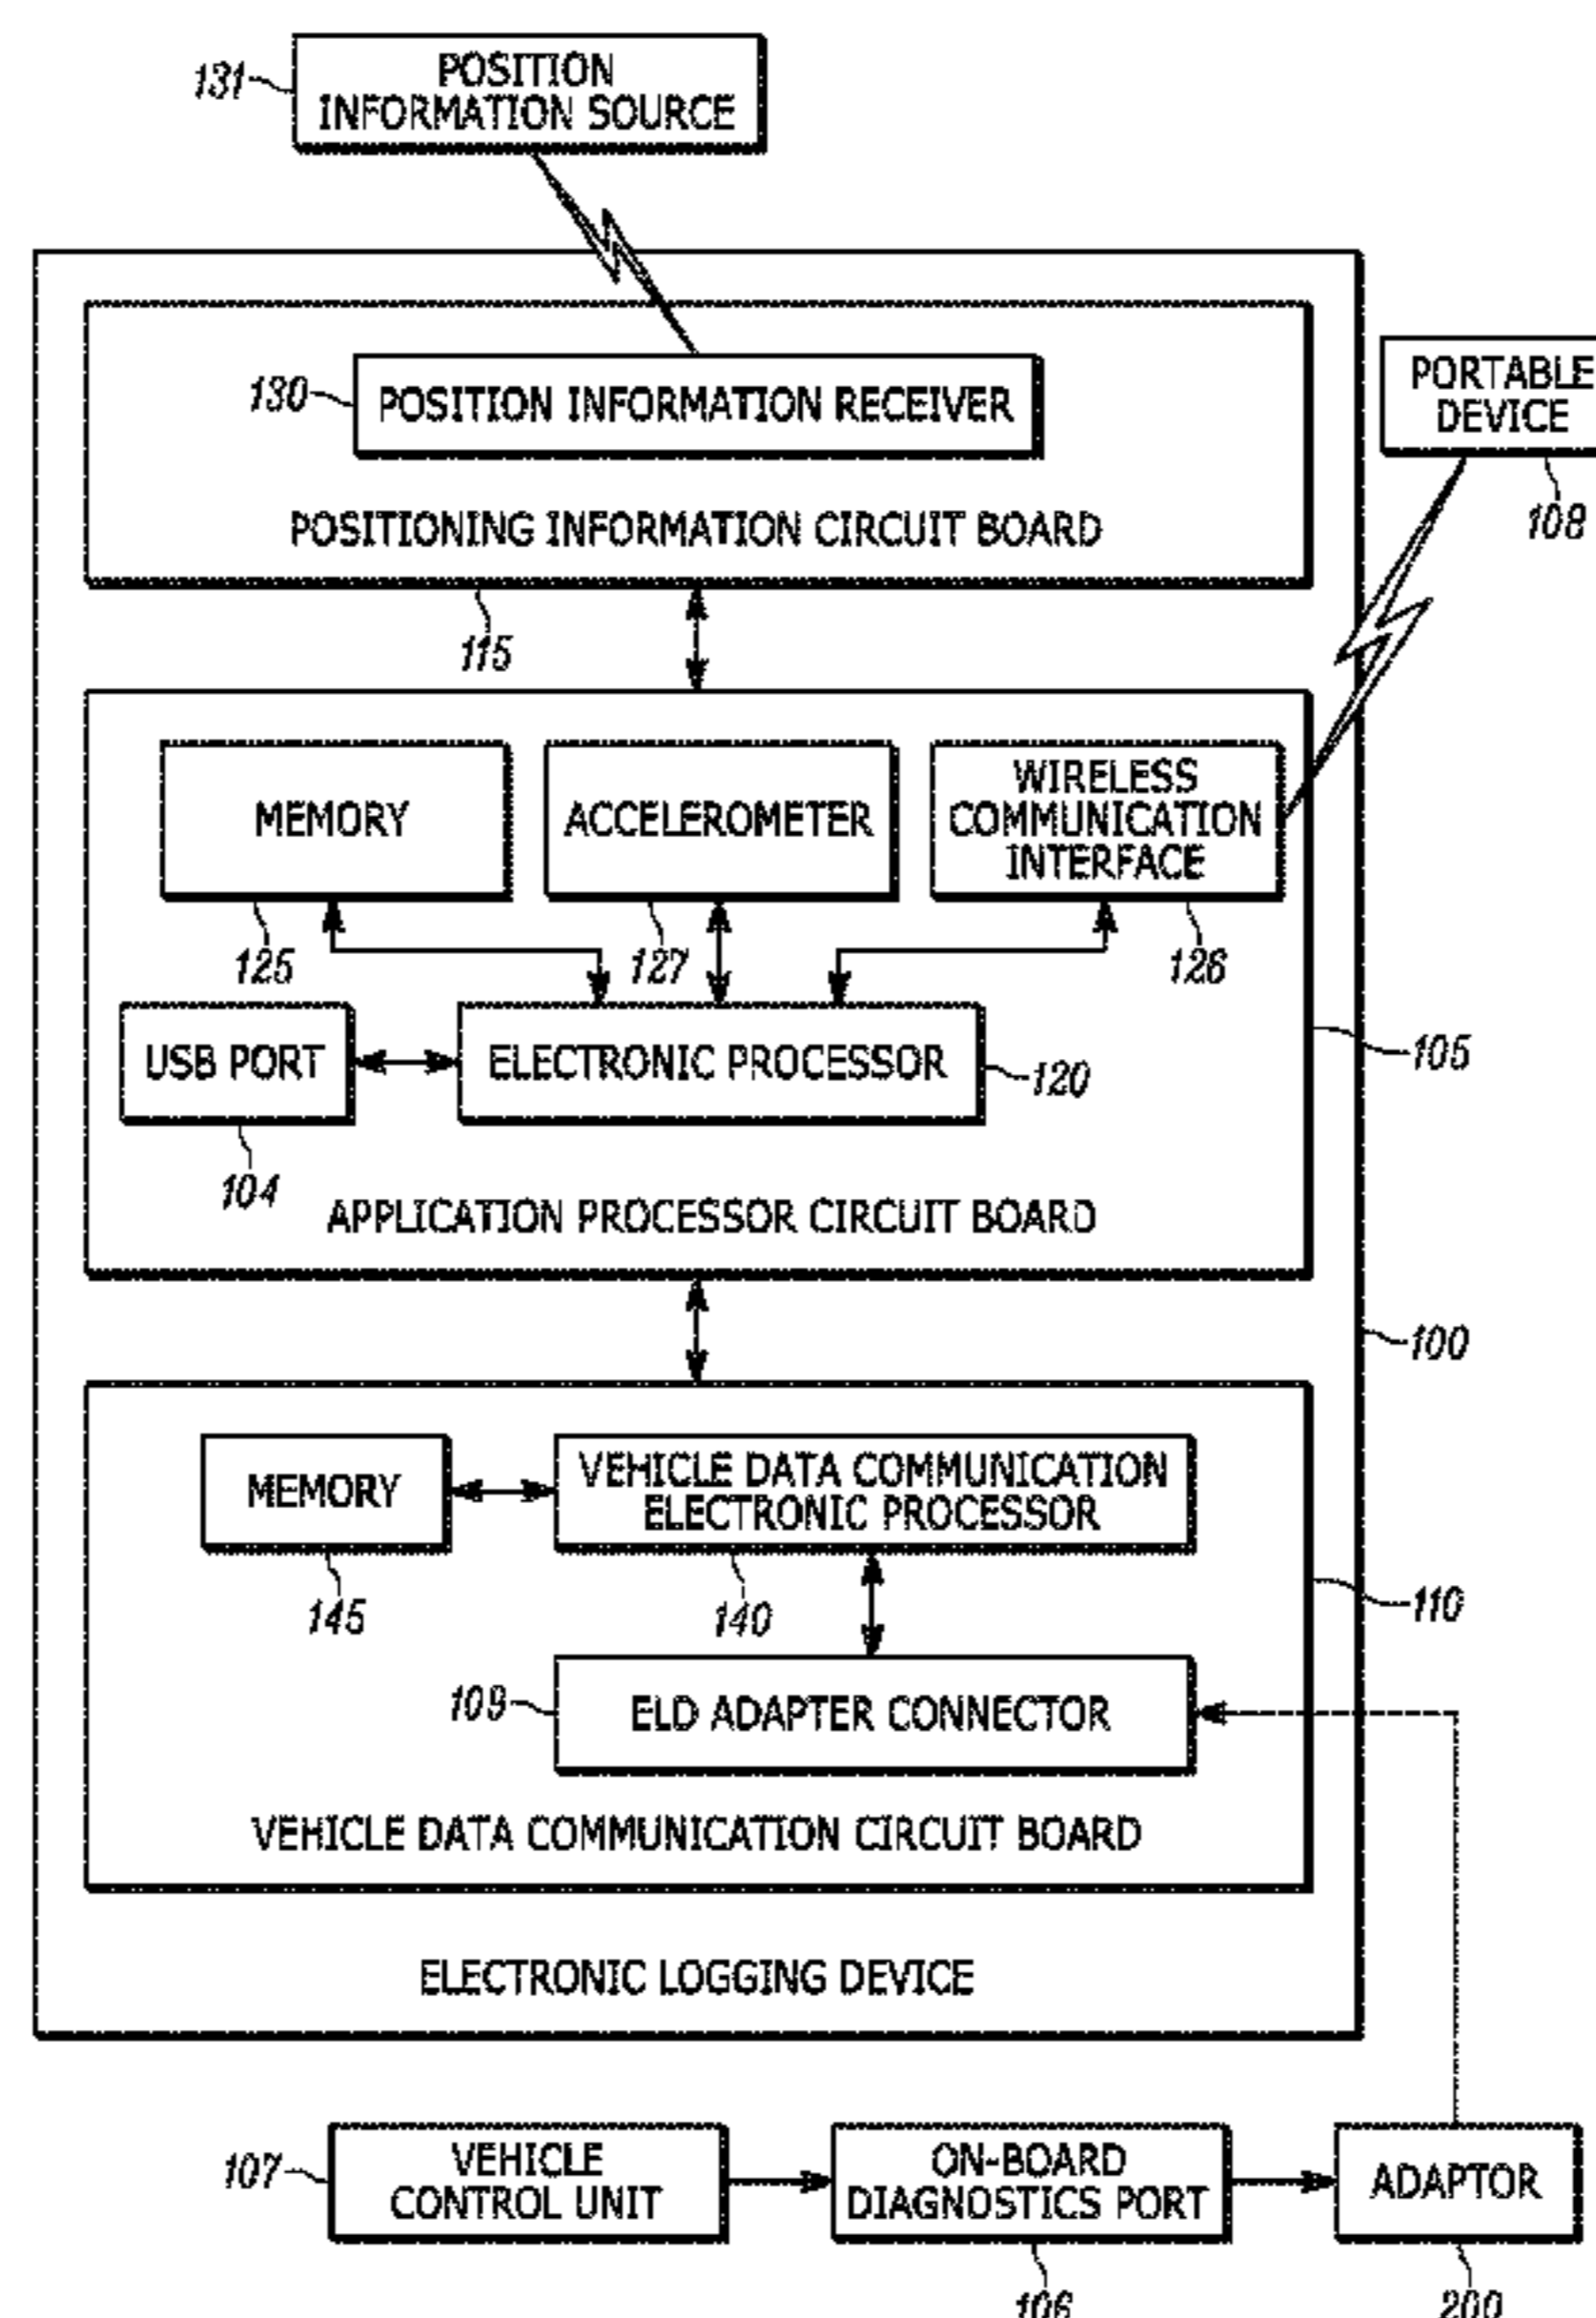 131
POSITION
INFORMATION SOURCE
130
POSITION INFORMATION RECEIVER
PORTABLE
DEVICE
108
POSITIONING INFORMATION CIRCUIT BOARD
115
MEMORY
ACCELEROMETER
WIRELESS
COMMUNICATION
INTERFACE
125
127
126
USB PORT
ELECTRONIC PROCESSOR
120
105
104
APPLICATION PROCESSOR CIRCUIT BOARD
100
MEMORY
VEHICLE DATA COMMUNICATION
ELECTRONIC PROCESSOR
145
140
110
109
ELD ADAPTER CONNECTOR
VEHICLE DATA COMMUNICATION CIRCUIT BOARD
ELECTRONIC LOGGING DEVICE
107
VEHICLE
CONTROL UNIT
ON-BOARD
DIAGNOSTICS PORT
ADAPTOR
106
200